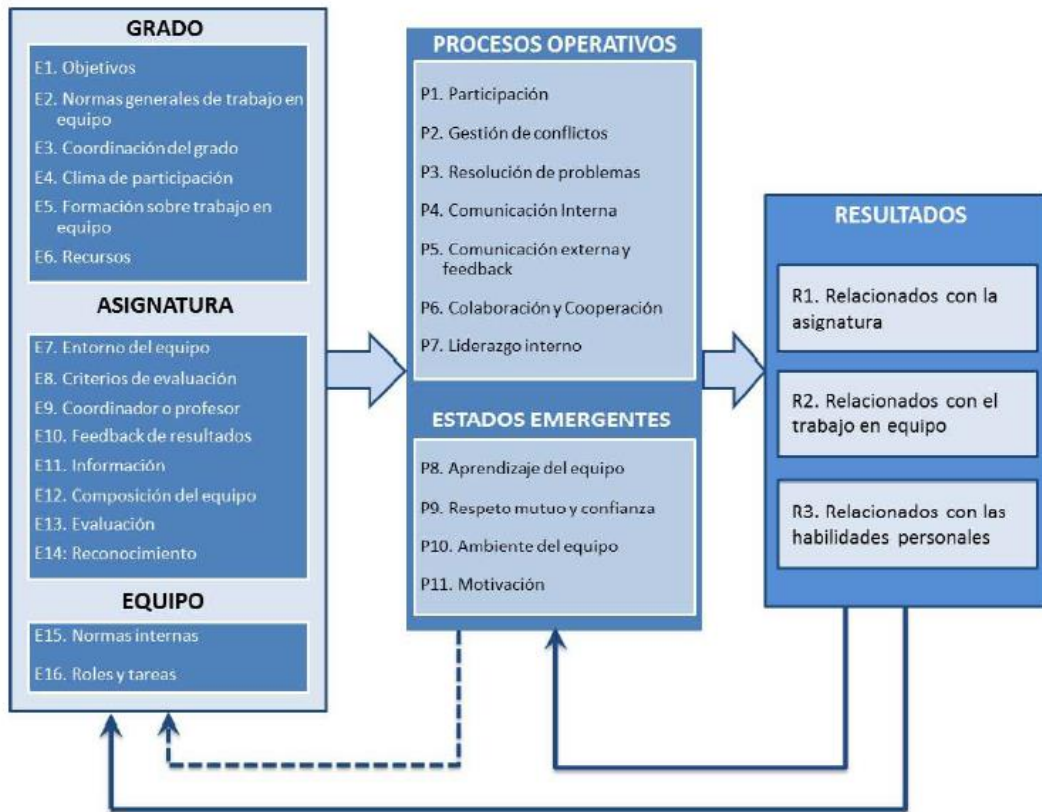 GRADO
E1. Objetivos
E2. Normas generales de trabajo en
equipo
E3. Coordinación del grado
E4. Clima de participación
E5. Formación sobre trabajo en
equipo
E6. Recursos
ASIGNATURA
E7. Entorno del equipo
E8. Criterios de evaluación
E9. Coordinador o profesor
E10. Feedback de resultados
E11. Información
E12. Composición del equipo
E13. Evaluación
E14: Reconocimiento
EQUIPO
E15. Normas internas
E16. Roles y tareas
PROCESOS OPERATIVOS
P1. Participación
P2. Gestión de conflictos
P3. Resolución de problemas
P4. Comunicación Interna
P5. Comunicación externa y
feedback
P6. Colaboración y Cooperación
P7. Liderazgo interno
ESTADOS EMERGENTES
P8. Aprendizaje del equipo
P9. Respeto mutuo y confianza
P10. Ambiente del equipo
P11. Motivación
RESULTADOS
R1. Relacionados con la
asignatura
R2. Relacionados con el
trabajo en equipo
R3. Relacionados con las
habilidades personales